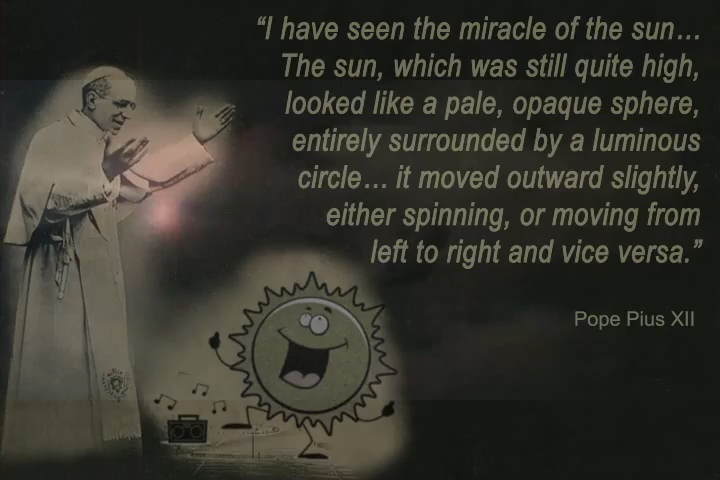 “I have seen the miracle of the sun...
The sun, which was still quite high,
looked like a pale, opaque sphere,
entirely surrounded by a luminous
circle... it moved outward slightly,
either spinning, or moving from
left to right and vice versa.”
Pope Pius XII